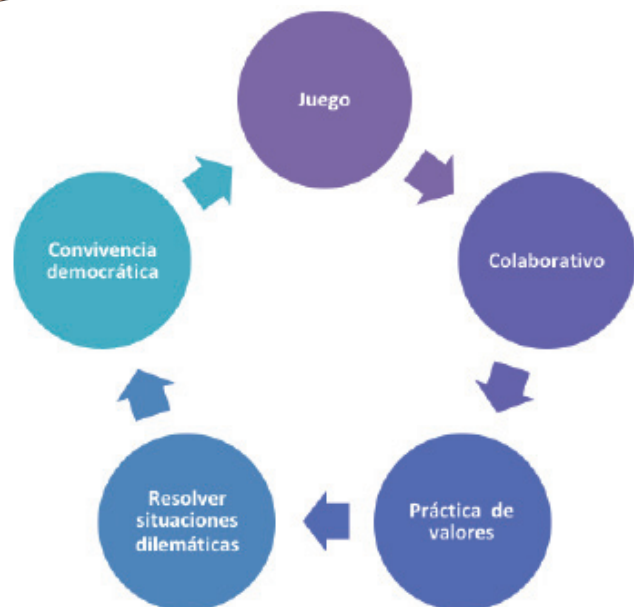 Juego
Colaborativo
Práctica de
valores
Resolver
situaciones
dilemáticas
Convivencia
democrática